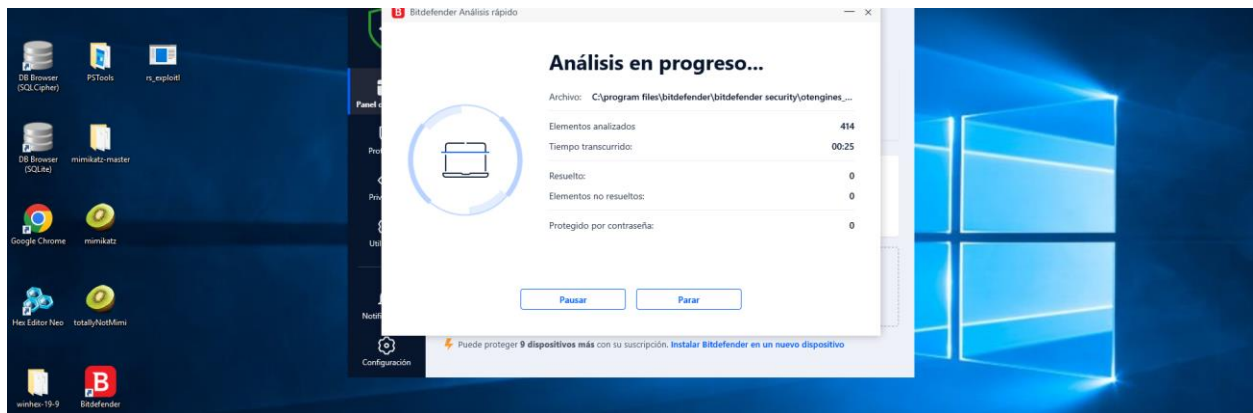 Bitdefender Análisis rápido
Análisis en progreso...
Archivo: C:\program files\bitdefender\bitdefender security\otengines_...
Elementos analizados 414
Tiempo transcurrido: 00:25
Resuelto: 0
Elementos no resueltos: 0
Protegido por contraseña: 0
Pausar Parar
Puede proteger 9 dispositivos más con su suscripción. Instalar Bitdefender en un nuevo dispositivo
Panel
Configuración
DB Browser
(SQLCipher)
PSTools
rs_exploitl
DB Browser
(SQLite)
mimikatz-master
Google Chrome
mimikatz
Hex Editor Neo
totallyNotMimi
winhex-19-9
Bitdefender